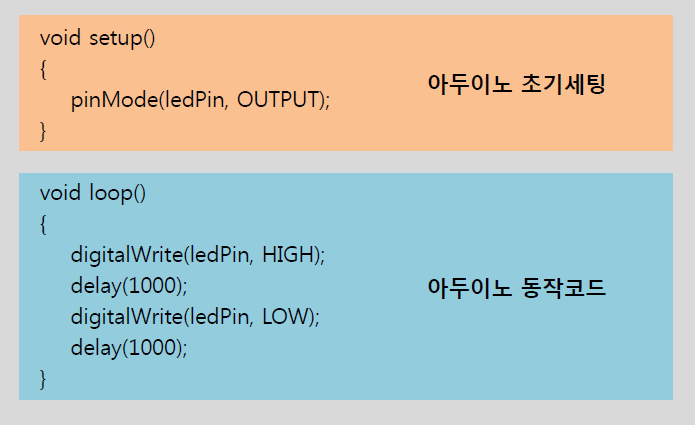 void setup()
{
pinMode(ledPin, OUTPUT);
}
아두이노 초기세팅
void loop()
{
digitalWrite(ledPin, HIGH);
delay(1000);
digitalWrite(ledPin, LOW);
delay(1000);
}
아두이노 동작코드